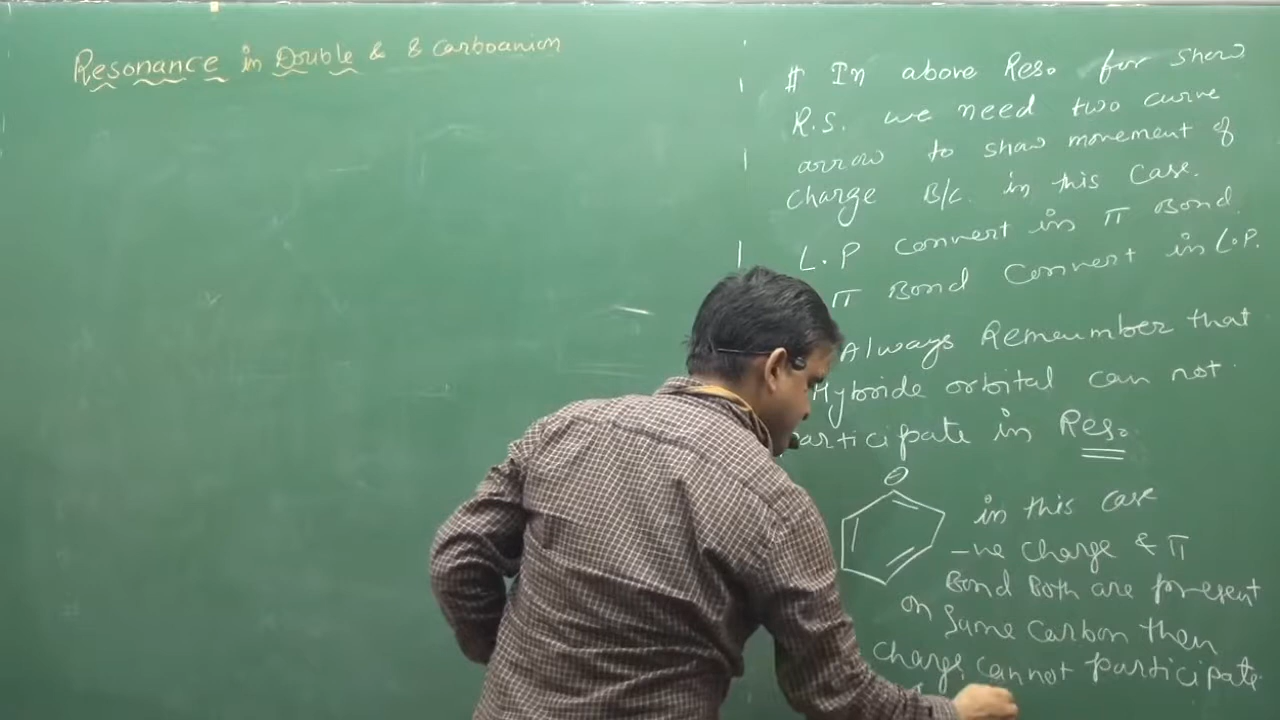 Resonance in Double & 8 Carboanion
# In above Reso for show
R.S. we need two curve
arrow to show movement of
charge B/c. in this case.
L.P convert in π Bond.
π Bond Convert in L.P.
Always Remeumber that
Hybride orbital can not
participate in Reso
⊖
in this case
-ve charge & π
Bond Both are present
on Same Carbon then
charge cannot participate